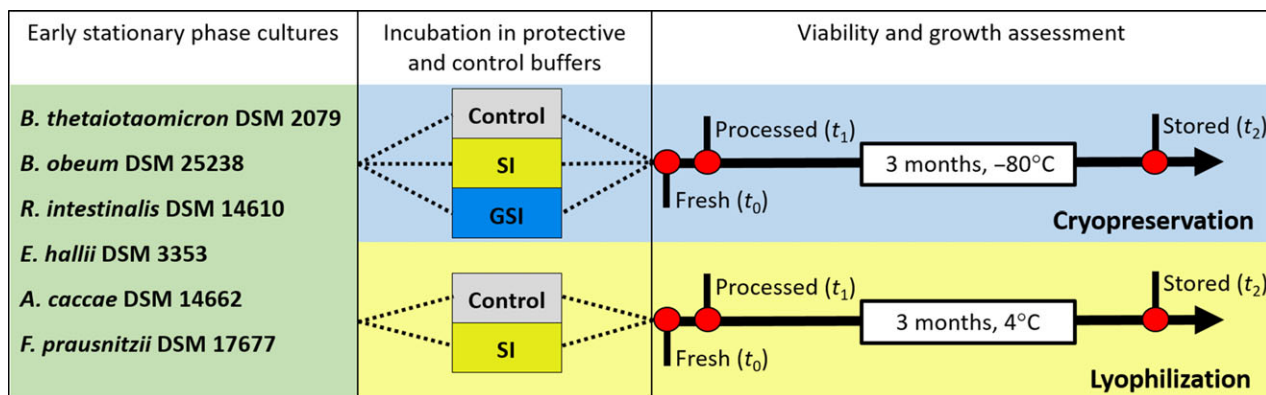 Early stationary phase cultures
Incubation in protective
and control buffers
Viability and growth assessment
B. thetaiotaomicron DSM 2079
B. obeum DSM 25238
R. intestinalis DSM 14610
E. hallii DSM 3353
A. caccae DSM 14662
F. prausnitzii DSM 17677
Control
SI
GSI
Processed (t₁)
Stored (t₂)
3 months, −80°C
Fresh (t₀)
Cryopreservation
Control
SI
Processed (t₁)
Stored (t₂)
3 months, 4°C
Fresh (t₀)
Lyophilization